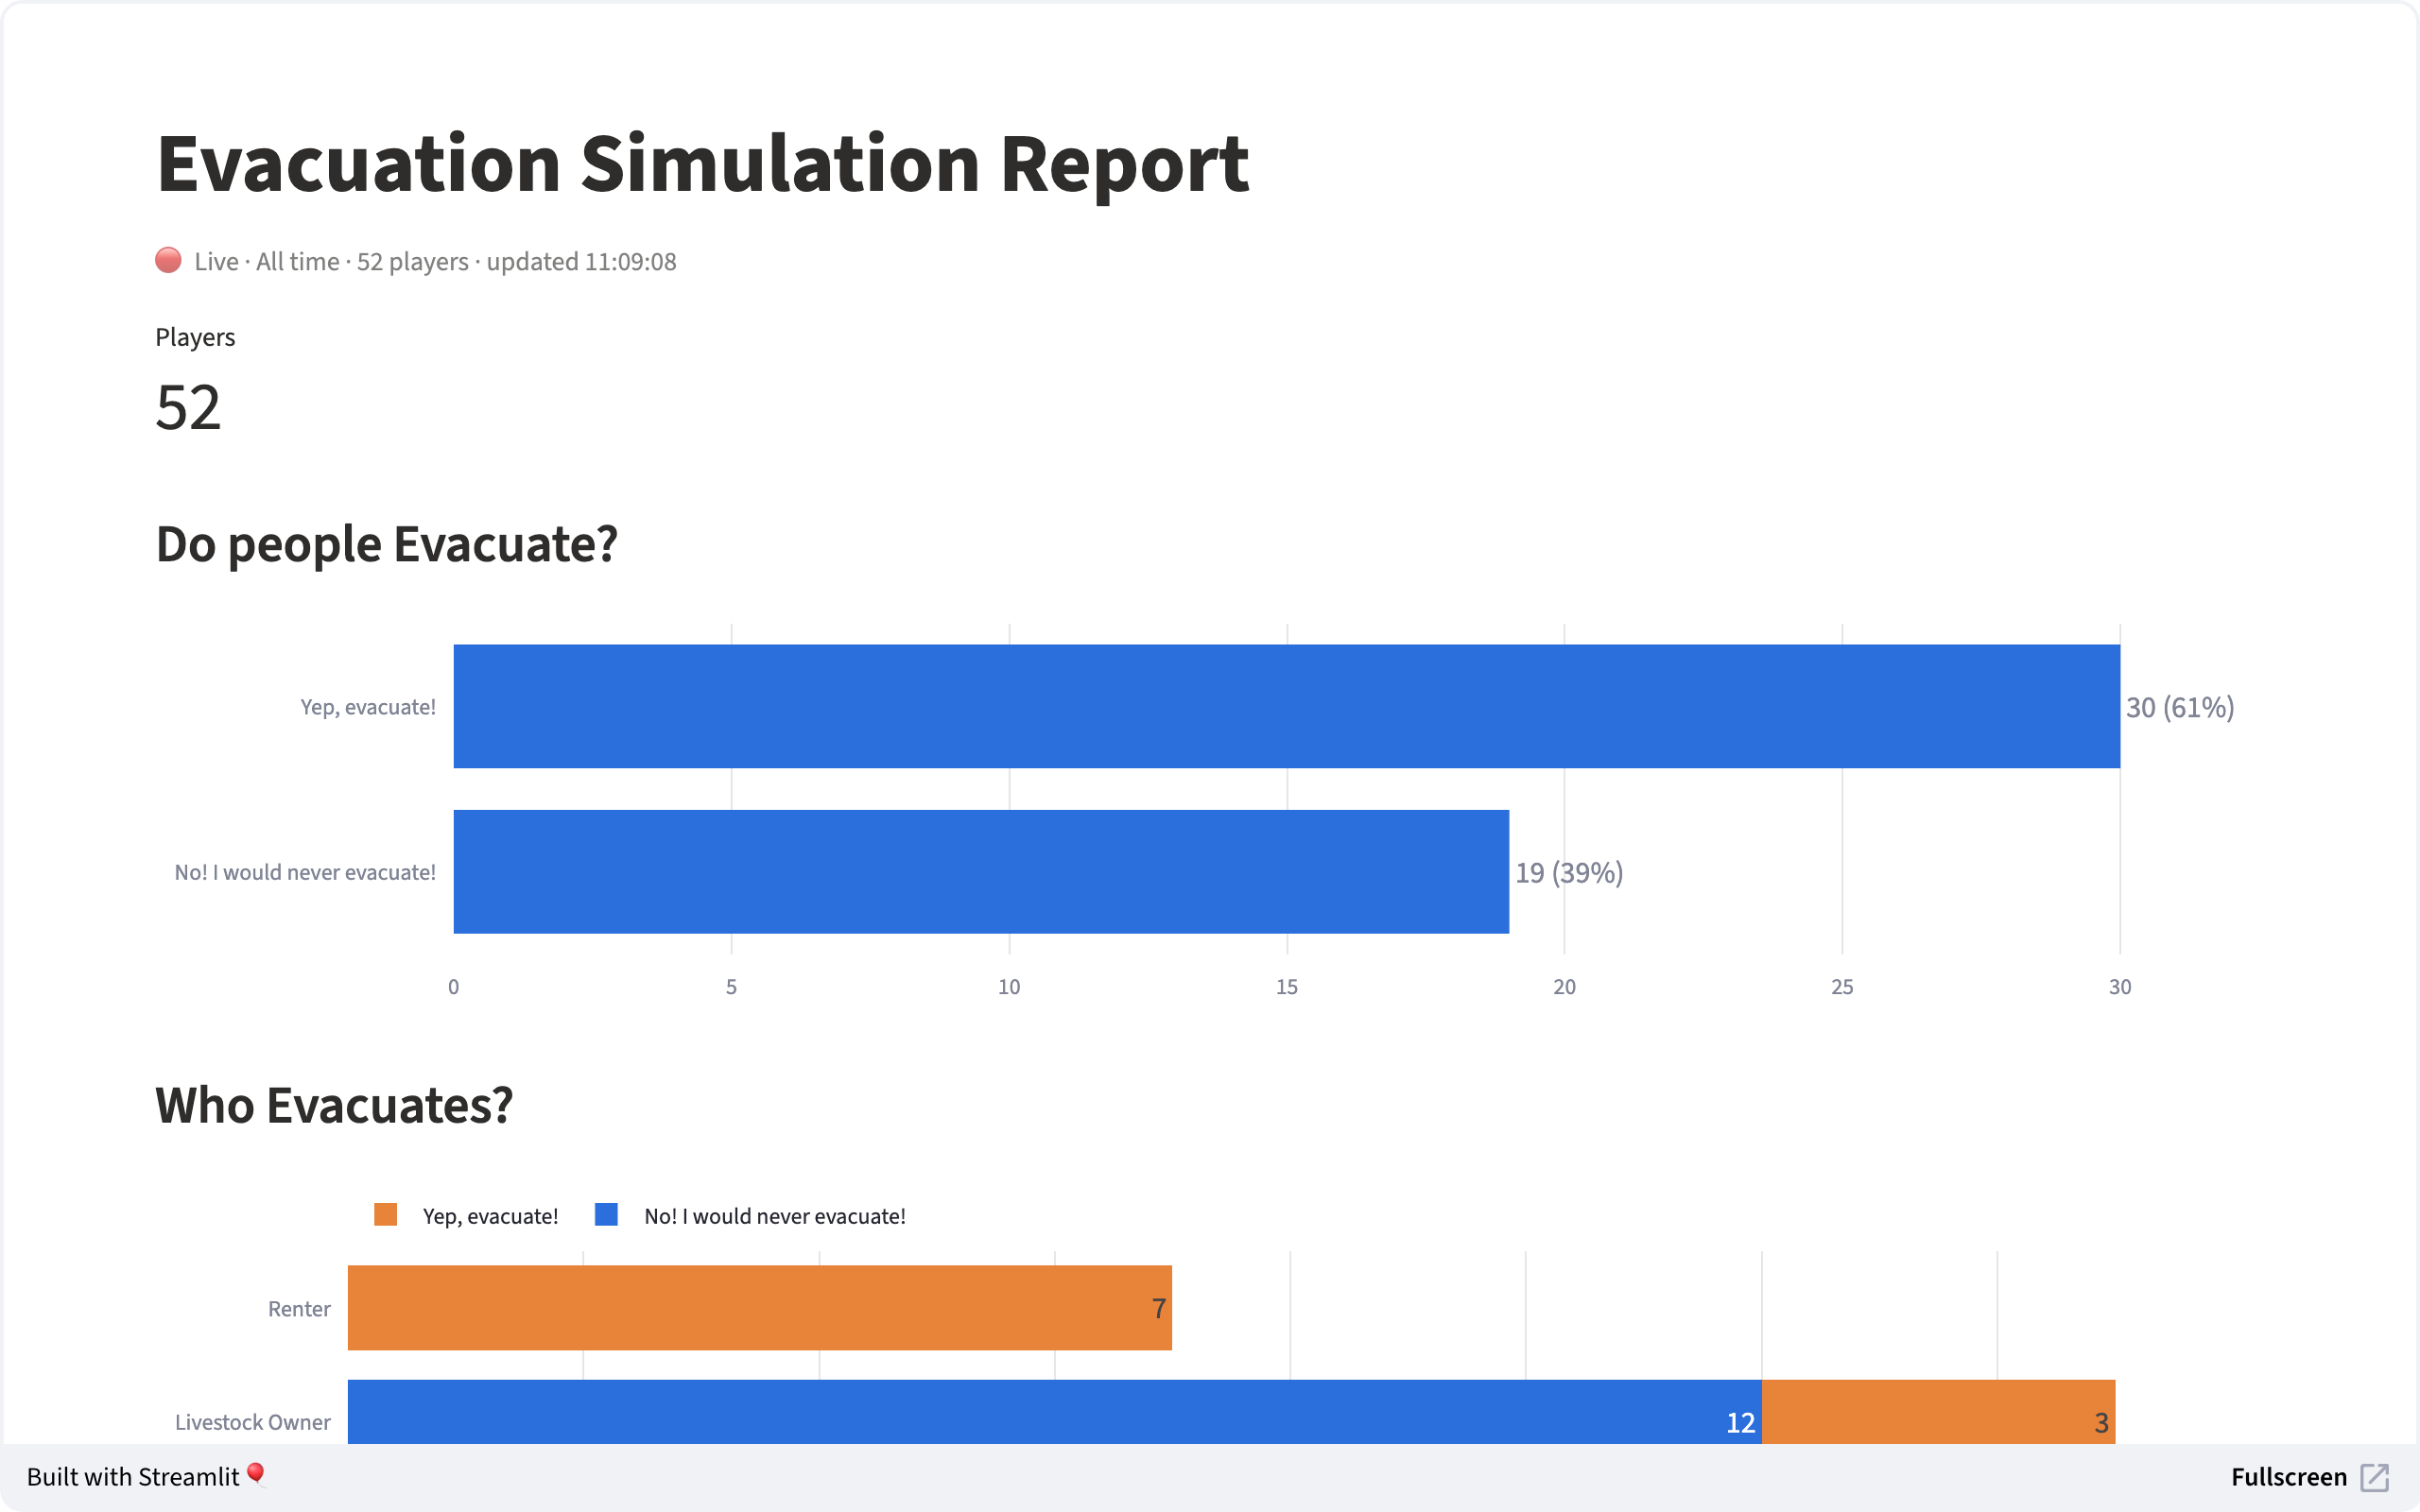 Evacuation Simulation Report
Live · All time · 52 players · updated 11:09:08
Players
52
Do people Evacuate?
Yep, evacuate!
30 (61%)
No! I would never evacuate!
19 (39%)
0 5 10 15 20 25 30
Who Evacuates?
Yep, evacuate! No! I would never evacuate!
Renter
7
Livestock Owner
12
3
Built with Streamlit
Fullscreen